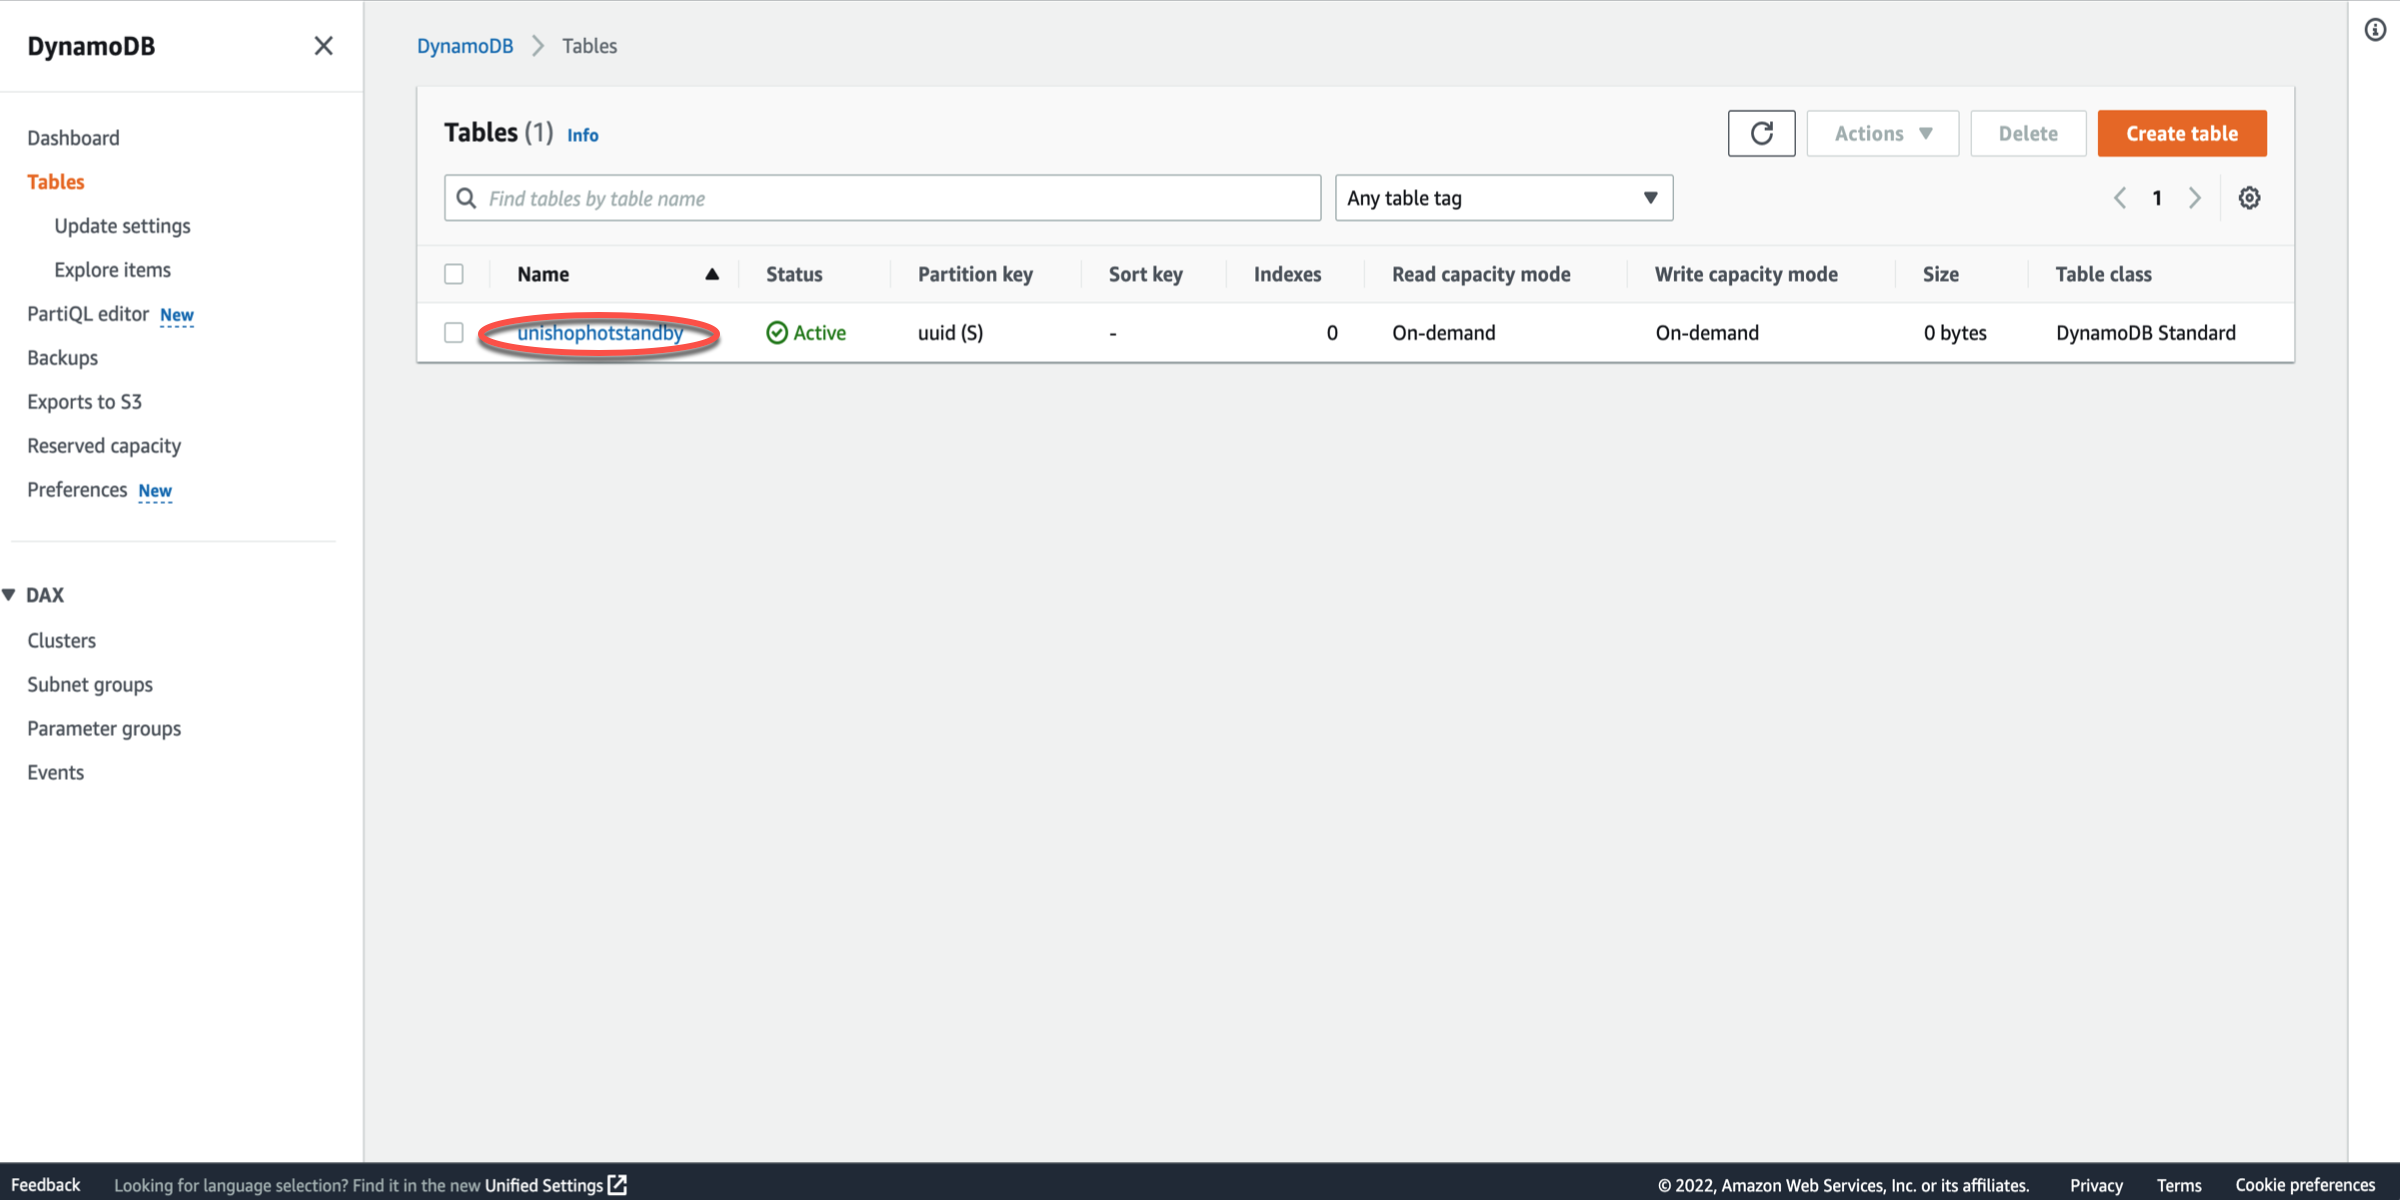 DynamoDB
Dashboard
Tables
Update settings
Explore items
PartiQL editor New
Backups
Exports to S3
Reserved capacity
Preferences New
DAX
Clusters
Subnet groups
Parameter groups
Events
DynamoDB Tables
Tables (1) Info
Actions
Delete
Create table
Find tables by table name
Any table tag
1
Name Status Partition key Sort key Indexes Read capacity mode Write capacity mode Size Table class
unishophotstandby Active uuid (S) - 0 On-demand On-demand 0 bytes DynamoDB Standard
Feedback Looking for language selection? Find it in the new Unified Settings © 2022, Amazon Web Services, Inc. or its affiliates. Privacy Terms Cookie preferences